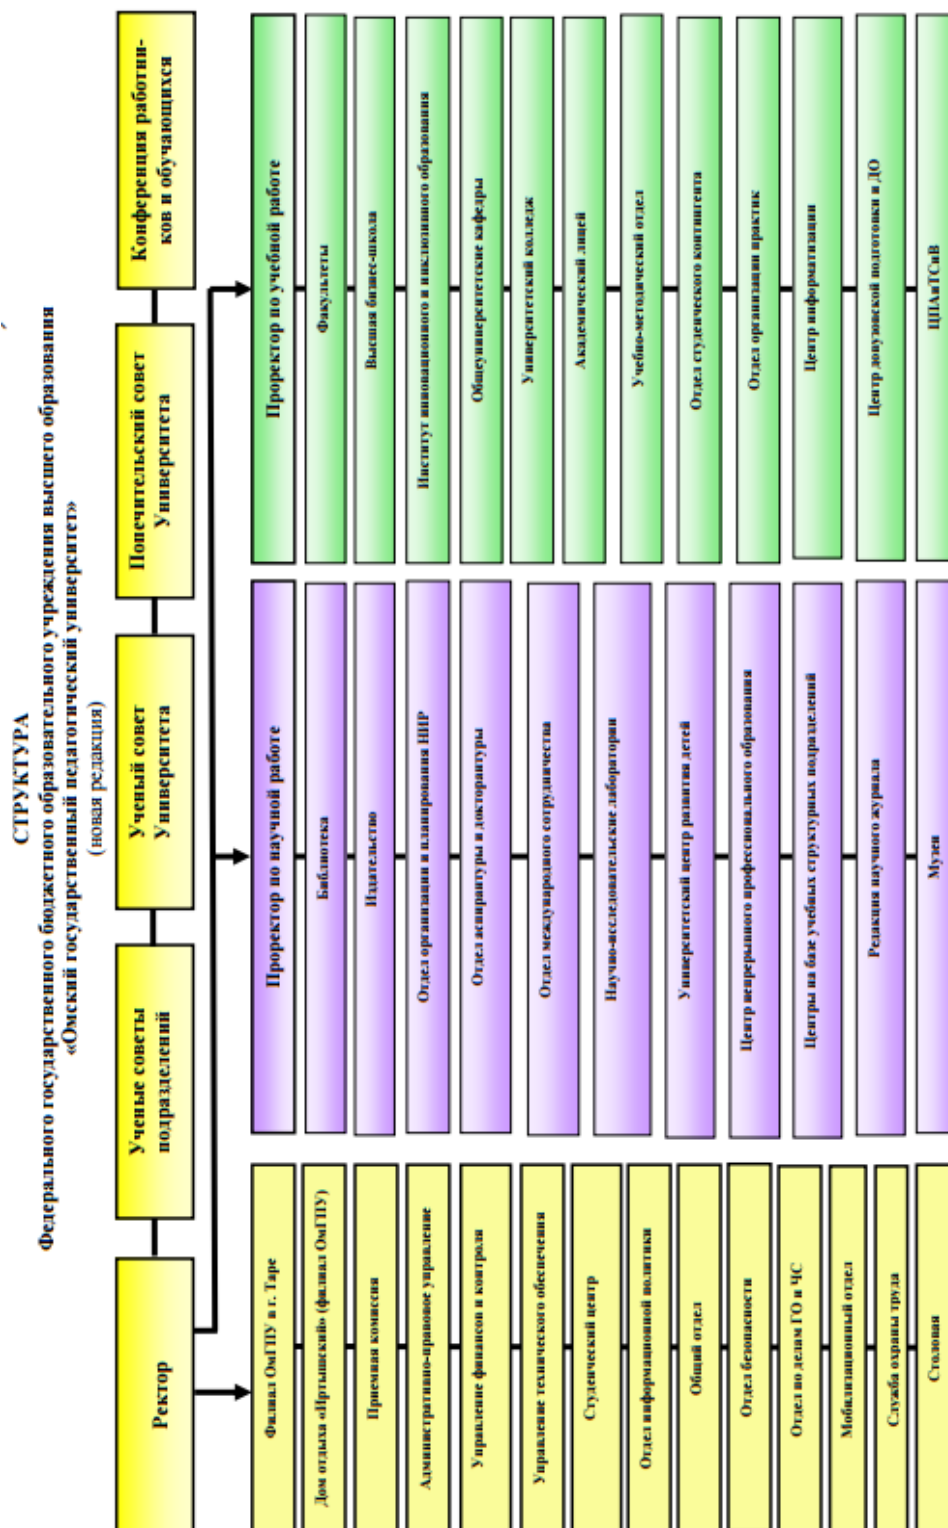 СТРУКТУРА
Федерального государственного бюджетного образовательного учреждения высшего образования
«Омский государственный педагогический университет»
(новая редакция)
Ректор
Ученые советы
подразделений
Ученый совет
Университета
Попечительский совет
Университета
Конференция работни-
ков и обучающихся
Филиал ОмГПУ в г. Таре
Дом отдыха «Иртышский» (филиал ОмГПУ)
Приемная комиссия
Административно-правовое управление
Управление финансов и контроля
Управление технического обеспечения
Студенческий центр
Отдел информационной политики
Общий отдел
Отдел безопасности
Отдел по делам ГО и ЧС
Мобилизационный отдел
Служба охраны труда
Столовая
Проректор по научной работе
Библиотека
Издательство
Отдел организации и планирования НИР
Отдел аспирантуры и докторантуры
Отдел международного сотрудничества
Научно-исследовательские лаборатории
Университетский центр развития детей
Центр непрерывного профессионального образования
Центры на базе учебных структурных подразделений
Редакция научного журнала
Музеи
Проректор по учебной работе
Факультеты
Высшая бизнес-школа
Институт инновационного и инклюзивного образования
Общеуниверситетские кафедры
Университетский колледж
Академический лицей
Учебно-методический отдел
Отдел студенческого контингента
Отдел организации практик
Центр информатизации
Центр довузовской подготовки и ДО
ЦПАиТСиВ